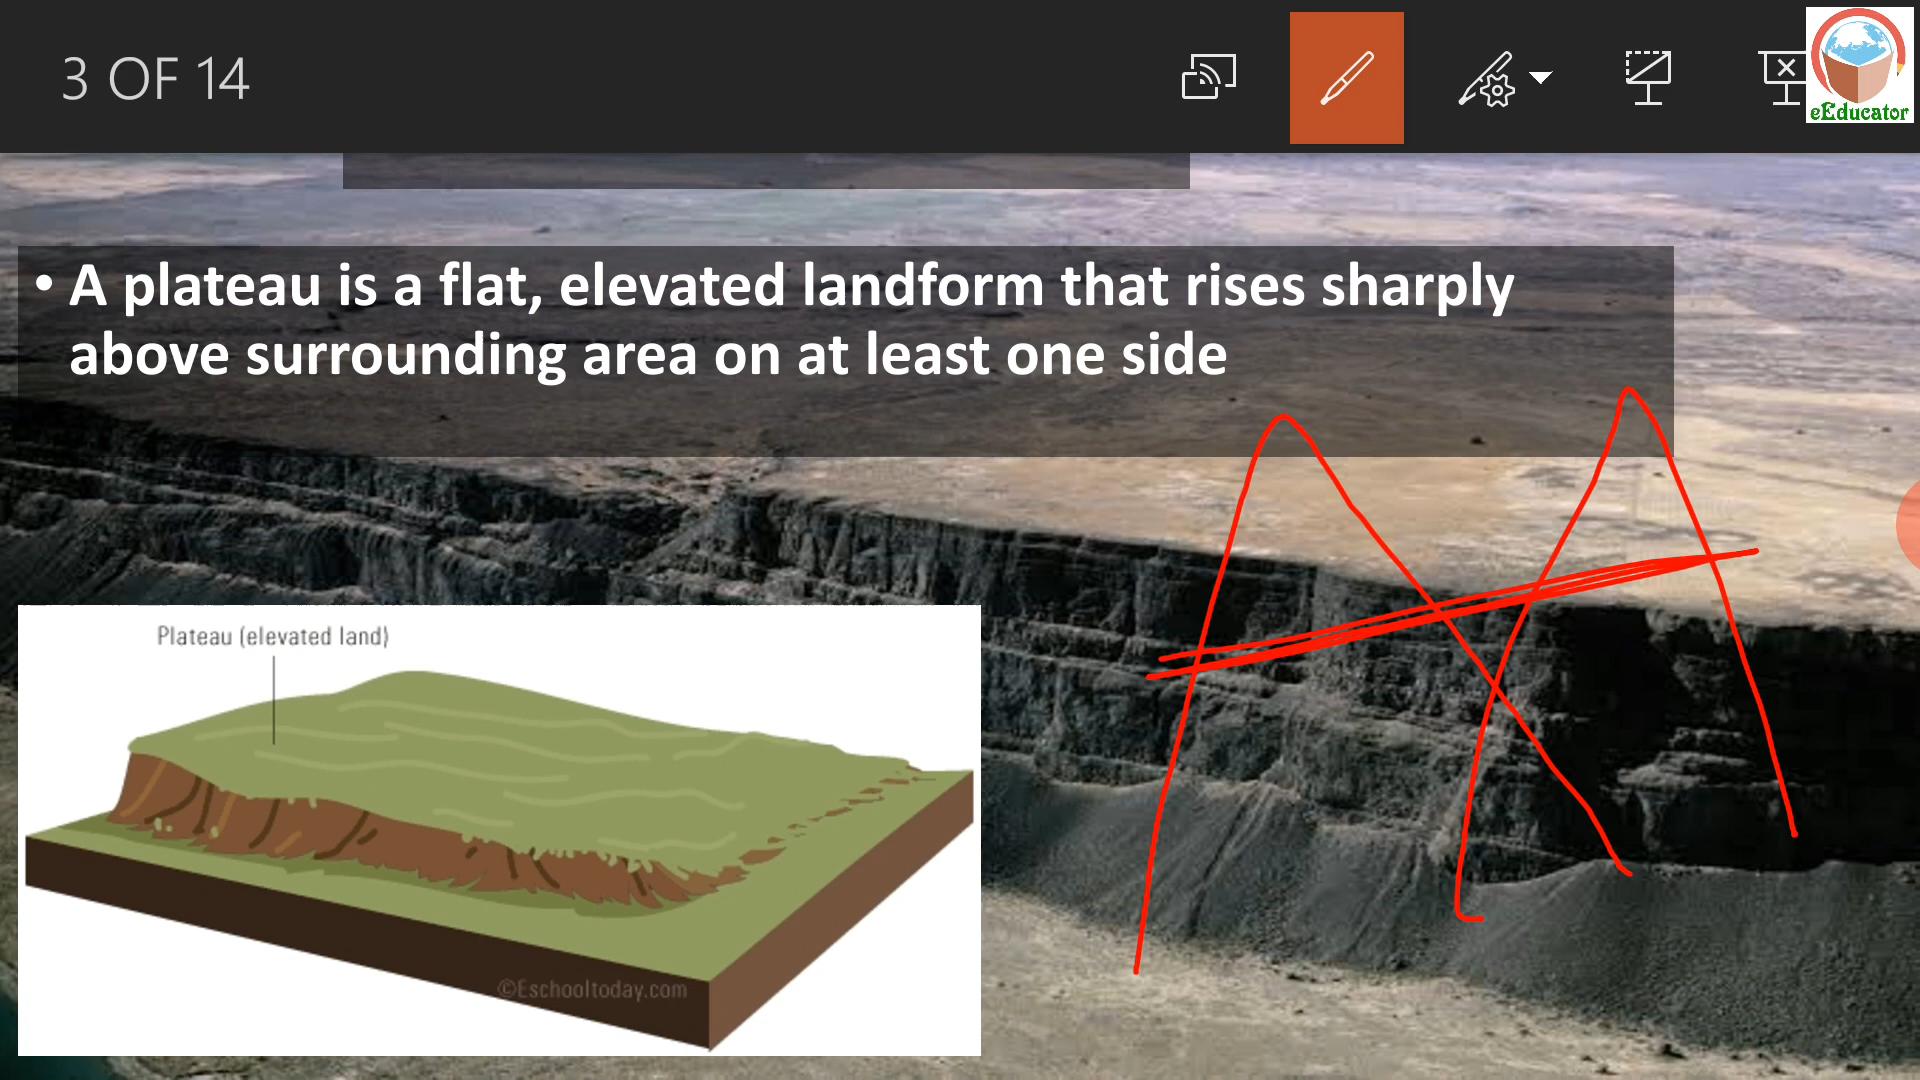 3 OF 14
eEducator
• A plateau is a flat, elevated landform that rises sharply
above surrounding area on at least one side
Plateau (elevated land)
©Eschooltoday.com